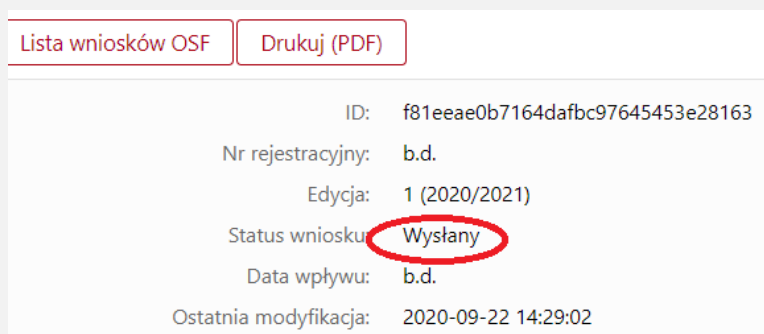 Lista wniosków OSF Drukuj (PDF)
ID: f81eeae0b7164dafbc97645453e28163
Nr rejestracyjny: b.d.
Edycja: 1 (2020/2021)
Status wniosku: Wysłany
Data wpływu: b.d.
Ostatnia modyfikacja: 2020-09-22 14:29:02